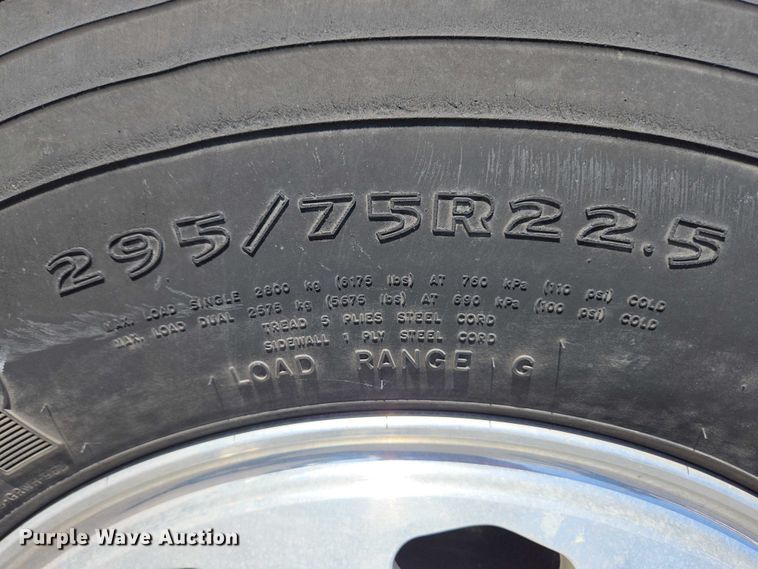 295/75R22.5
MAX. LOAD SINGLE 2800 kg (6175 lbs) AT 760 kPa (110 psi) COLD
MAX. LOAD DUAL 2575 kg (5675 lbs) AT 690 kPa (100 psi) COLD
TREAD 5 PLIES STEEL CORD
SIDEWALL 1 PLY STEEL CORD
LOAD RANGE G
Purple Wave Auction